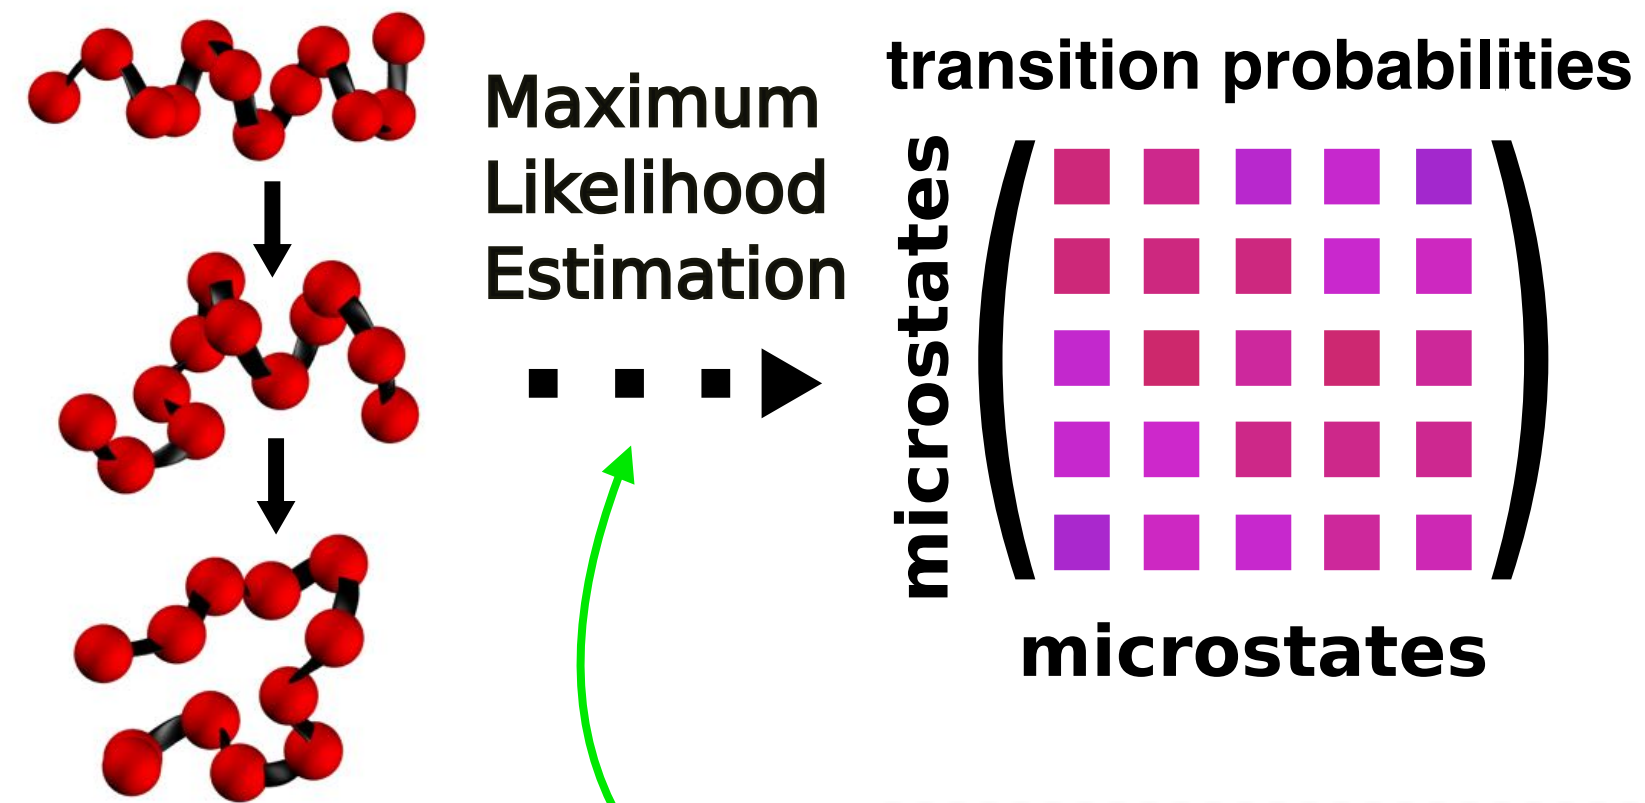 Maximum
Likelihood
Estimation
transition probabilities
microstates
microstates